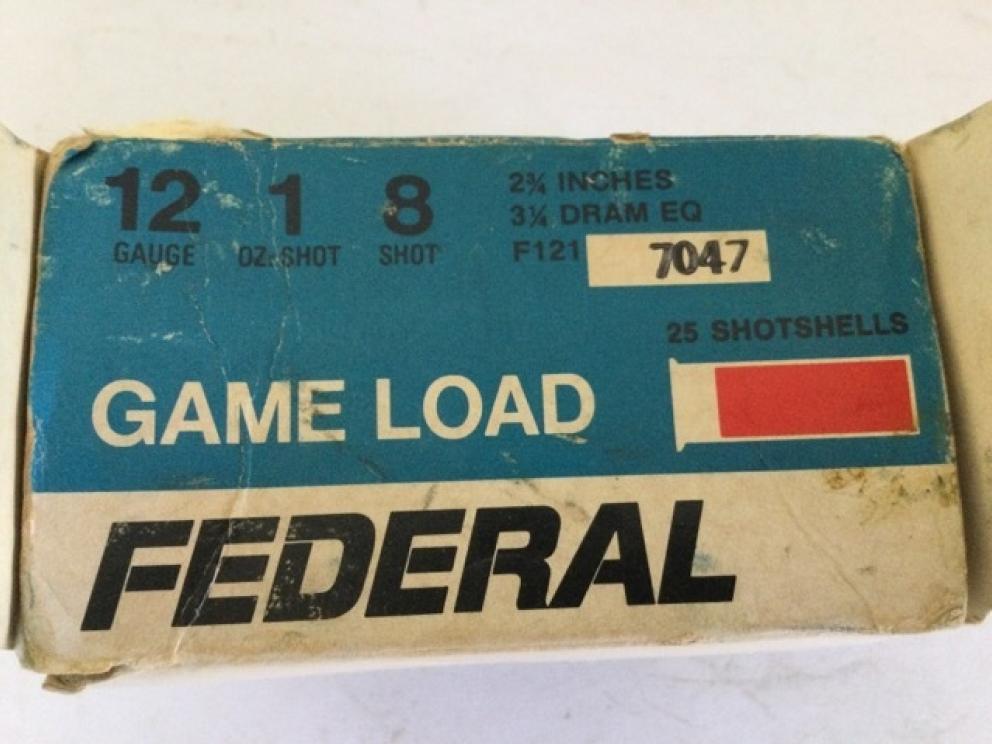 12 1 8
GAUGE OZ. SHOT SHOT
2¾ INCHES
3¼ DRAM EQ
F121 7047
25 SHOTSHELLS
GAME LOAD
FEDERAL